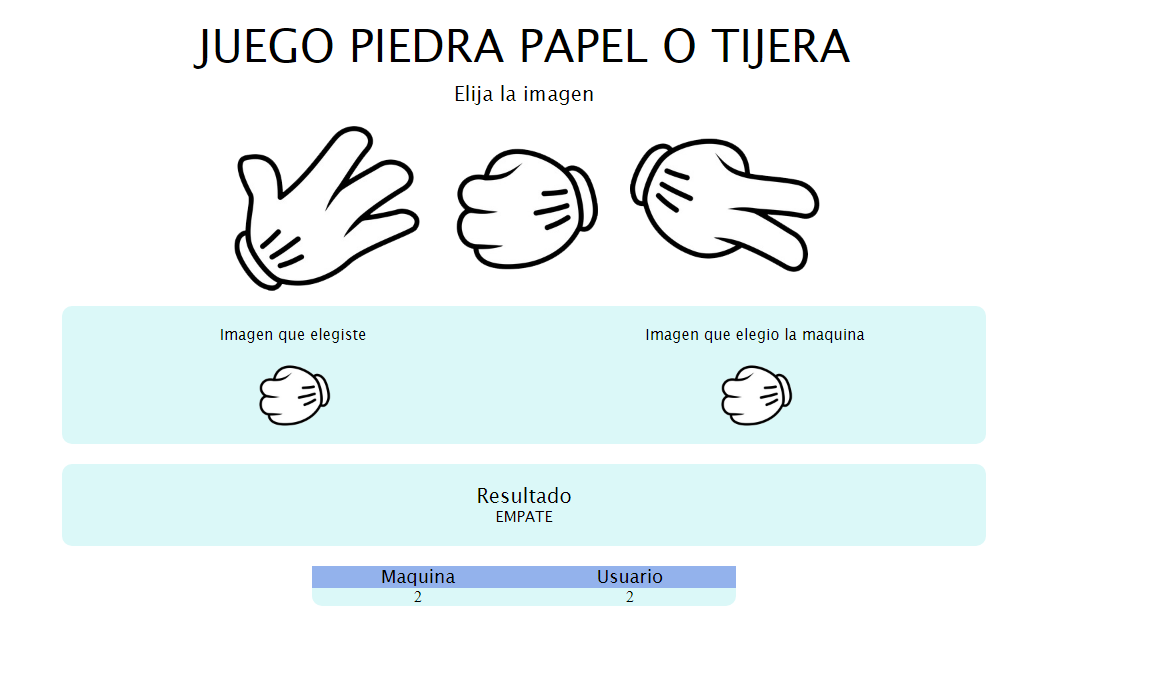 JUEGO PIEDRA PAPEL O TIJERA
Elija la imagen
Imagen que elegiste
Imagen que elegio la maquina
Resultado
EMPATE
Maquina Usuario
2 2